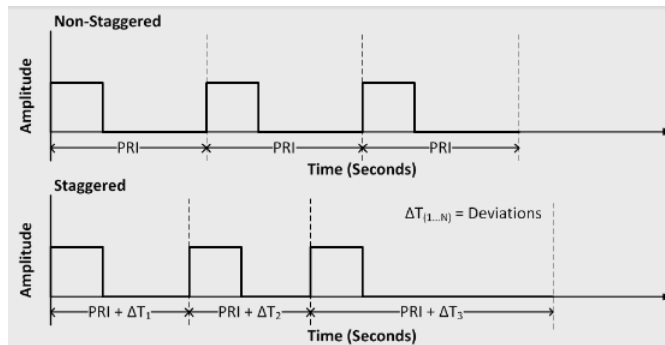 Non-Staggered
Amplitude
PRI PRI PRI
Time (Seconds)
Staggered
ΔT{1...N} = Deviations
Amplitude
PRI + ΔT1 PRI + ΔT2 PRI + ΔT3
Time (Seconds)